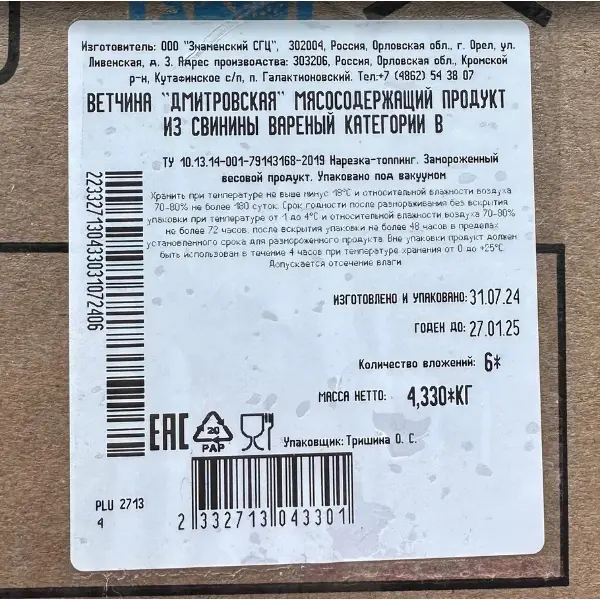 Изготовитель: ООО "Знаменский СГЦ", 302004, Россия, Орловская обл., г. Орел, ул.
Ливенская, д. 3. Адрес производства: 303206, Россия, Орловская обл., Кромской
р-н, Кутафинское с/п, п. Галактионовский. Тел:+7 (4862) 54 38 07
ВЕТЧИНА "ДМИТРОВСКАЯ" МЯСОСОДЕРЖАЩИЙ ПРОДУКТ
ИЗ СВИНИНЫ ВАРЕНЫЙ КАТЕГОРИИ В
ТУ 10.13.14-001-79143168-2019 Нарезка-топпинг. Замороженный
весовой продукт. Упаковано под вакуумом
Хранить при температуре не выше минус 18°С и относительной влажности воздуха
70-80% не более 180 суток. Срок годности после размораживания без вскрытия
упаковки при температуре от 1 до 4°С и относительной влажности воздуха 70-80%
не более 72 часов, после вскрытия упаковки не более 48 часов в пределах
установленного срока для размороженного продукта. Вне упаковки продукт должен
быть использован в течение 4 часов при температуре хранения от 0 до +25°С.
Допускается отсечение влаги
ИЗГОТОВЛЕНО И УПАКОВАНО: 31.07.24
ГОДЕН ДО: 27.01.25
Количество вложений: 6*
МАССА НЕТТО: 4,330*КГ
223327130433031072406
EAC
20
PAP
Упаковщик: Тришина О. С.
PLU 2713
4
2 332713 043301